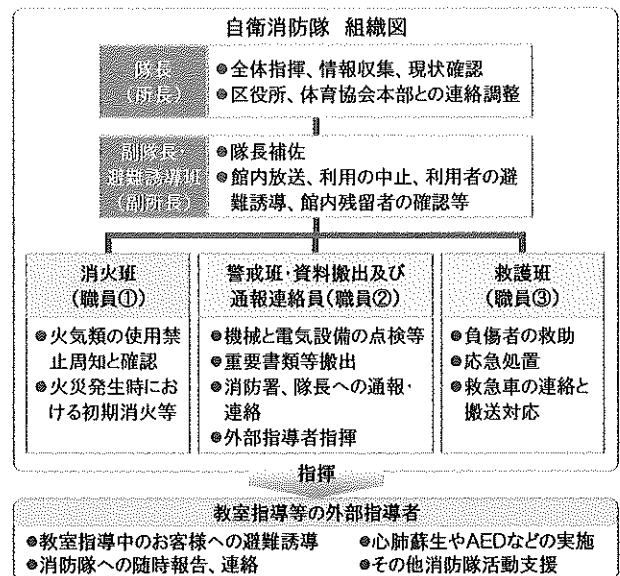 自衛消防隊 組織図
隊長
(所長)
●全体指揮、情報収集、現状確認
●区役所、体育協会本部との連絡調整
副隊長・
避難誘導班
(副所長)
●隊長補佐
●館内放送、利用の中止、利用者の避
難誘導、館内残留者の確認等
消火班
(職員①)
●火気類の使用禁
止周知と確認
●火災発生時にお
ける初期消火等
警戒班・資料搬出及び
通報連絡員(職員②)
●機械と電気設備の点検等
●重要書類等搬出
●消防署、隊長への通報・
連絡
●外部指導者指揮
救護班
(職員③)
●負傷者の救助
●応急処置
●救急車の連絡と
搬送対応
指揮
教室指導等の外部指導者
●教室指導中のお客様への避難誘導
●消防隊への随時報告、連絡
●心肺蘇生やAEDなどの実施
●その他消防隊活動支援